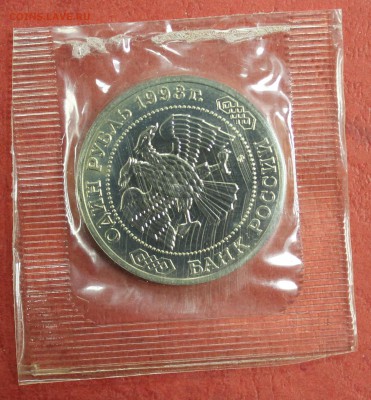 COINS.LAVE.RU
ОДИН РУБЛЬ 1993 г.
БАНК РОССИИ